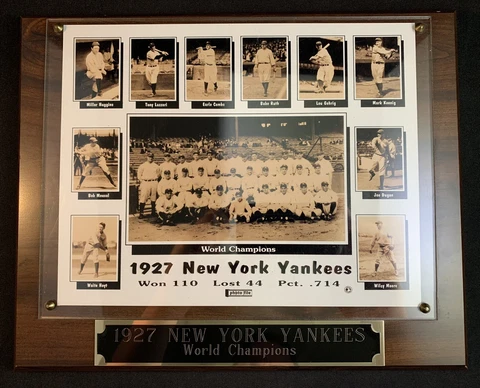 Miller Huggins
Tony Lazzeri
Earle Combs
Babe Ruth
Lou Gehrig
Mark Koenig
Bob Meusel
Joe Dugan
Waite Hoyt
Wilcy Moore
World Champions
1927 New York Yankees
Won 110 Lost 44 Pct. .714
photo file
1927 NEW YORK YANKEES
World Champions